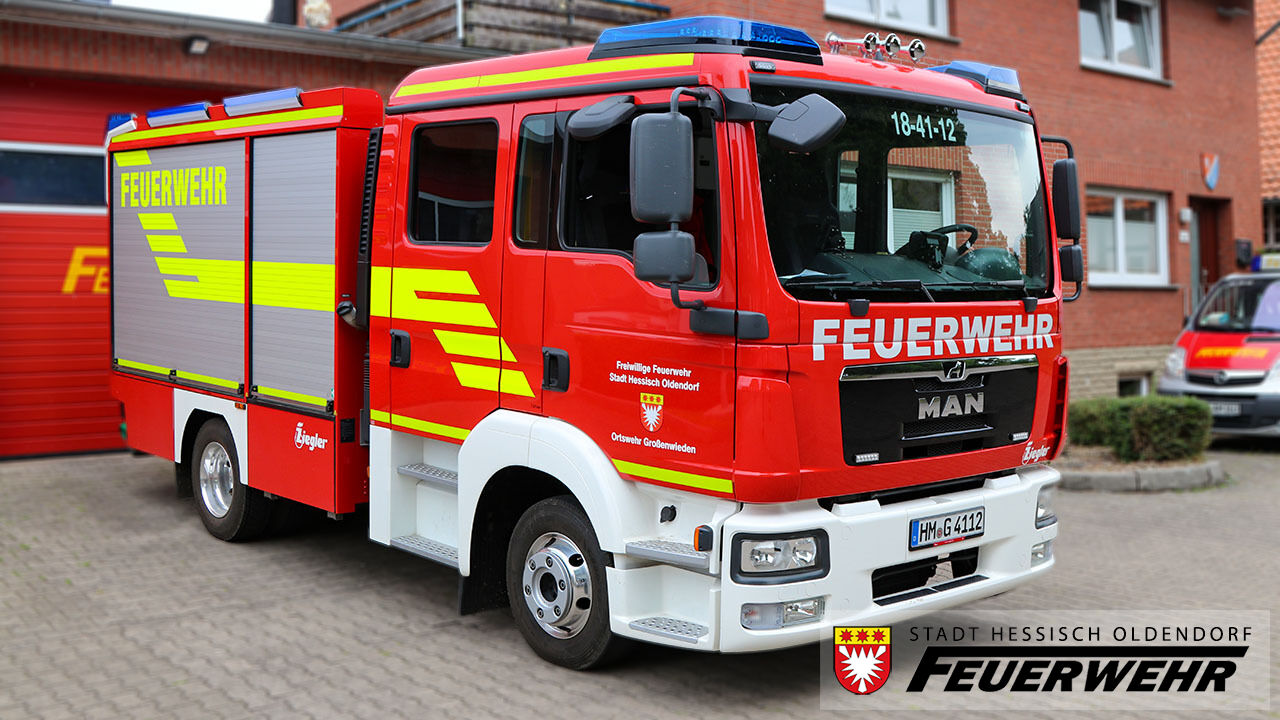 18-41-12
FEUERWEHR
Fe
FEUERWEHR
MAN
Freiwillige Feuerwehr
Stadt Hessisch Oldendorf
Ortswehr Großenwieden
Ziegler
Ziegler
HM G 4112
STADT HESSISCH OLDENDORF
FEUERWEHR